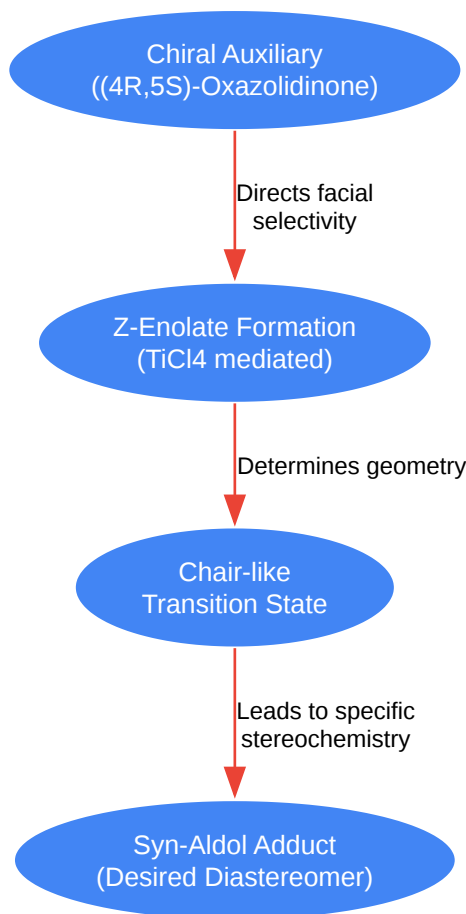 Chiral Auxiliary
((4R,5S)-Oxazolidinone)
Directs facial
selectivity
Z-Enolate Formation
(TiCl4 mediated)
Determines geometry
Chair-like
Transition State
Leads to specific
stereochemistry
Syn-Aldol Adduct
(Desired Diastereomer)